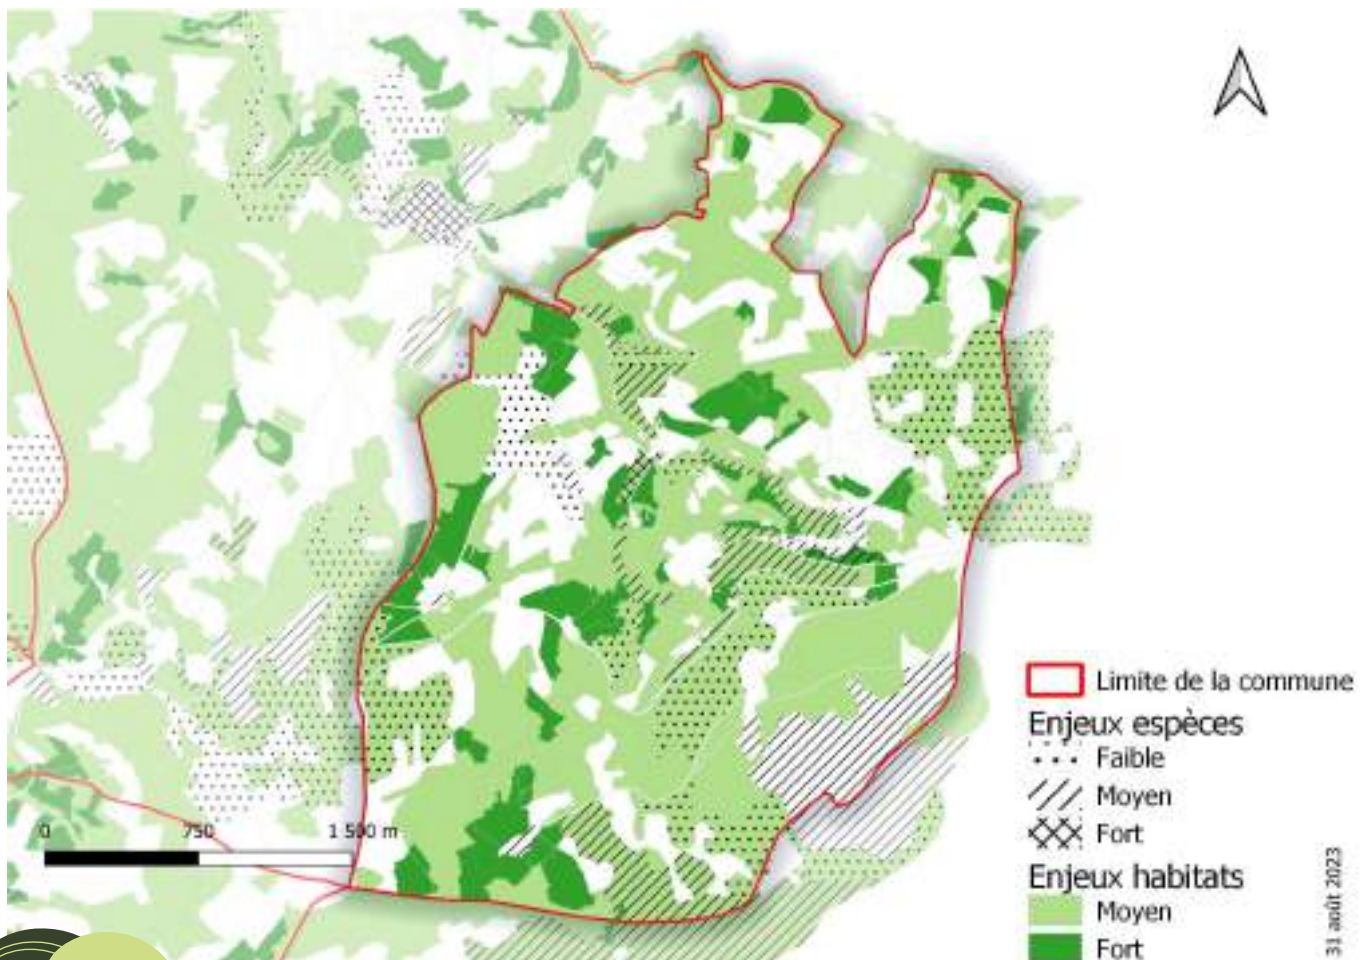 0 750 1 500 m
Limite de la commune
Enjeux espèces
Faible
Moyen
Fort
Enjeux habitats
Moyen
Fort
31 août 2023